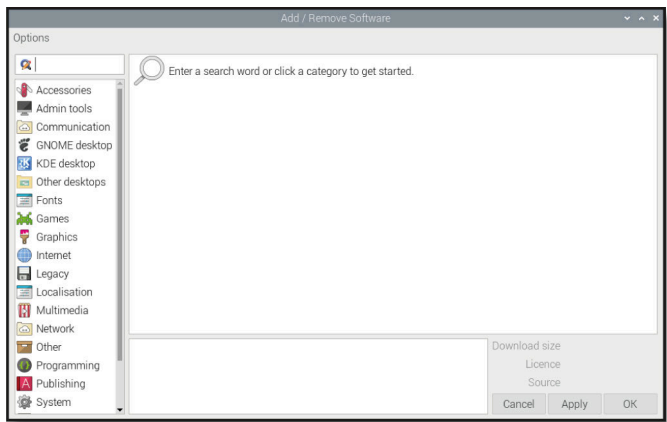 Add / Remove Software
Options
Enter a search word or click a category to get started.
Accessories
Admin tools
Communication
GNOME desktop
KDE desktop
Other desktops
Fonts
Games
Graphics
Internet
Legacy
Localisation
Multimedia
Network
Other
Programming
Publishing
System
Download size
Licence
Source
Cancel Apply OK